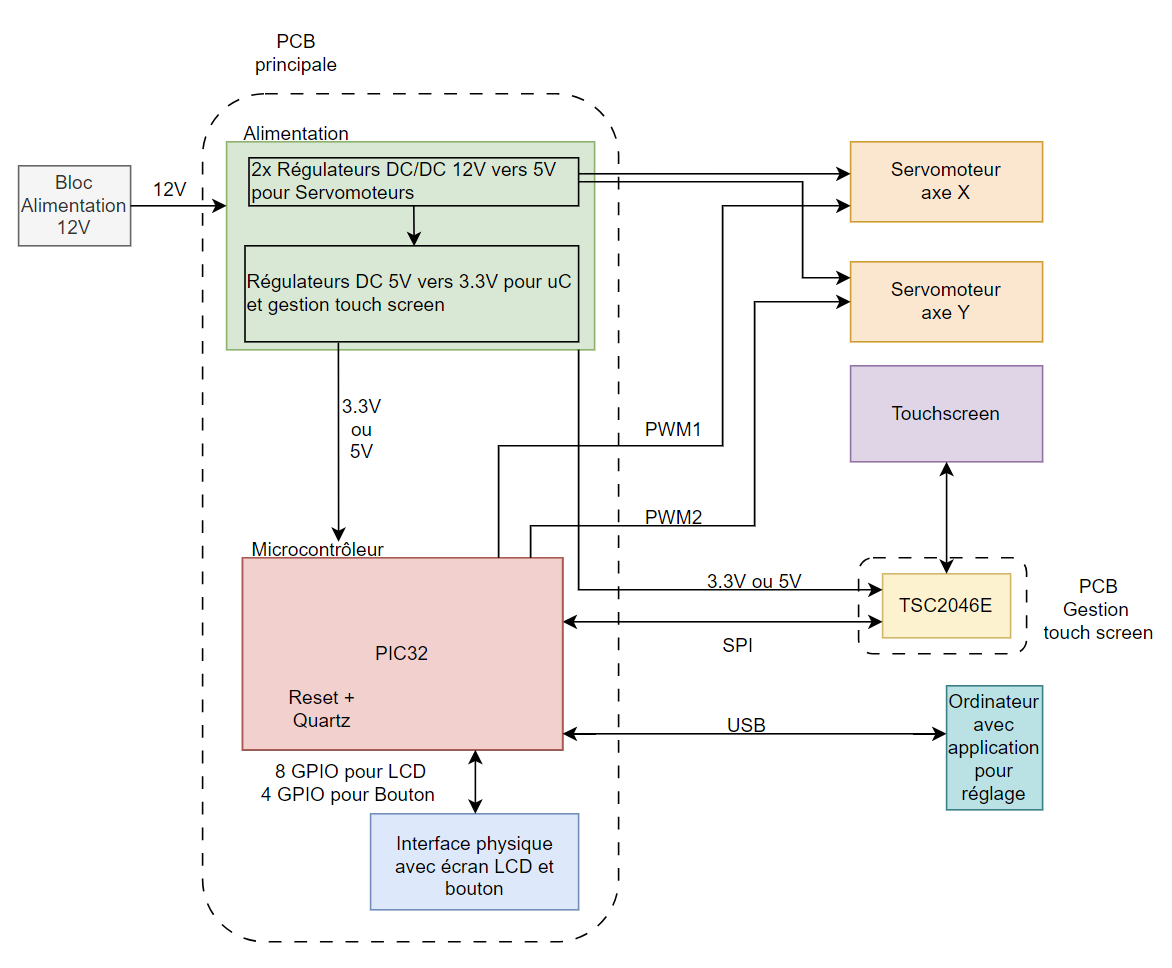 PCB
principale
Alimentation
2x Régulateurs DC/DC 12V vers 5V
pour Servomoteurs
Régulateurs DC 5V vers 3.3V pour uC
et gestion touch screen
Bloc
Alimentation
12V
12V
Servomoteur
axe X
Servomoteur
axe Y
Touchscreen
3.3V
ou
5V
PWM1
PWM2
Microcontrôleur
PIC32
Reset +
Quartz
3.3V ou 5V
TSC2046E
PCB
Gestion
touch screen
SPI
USB
Ordinateur
avec
application
pour
réglage
8 GPIO pour LCD
4 GPIO pour Bouton
Interface physique
avec écran LCD et
bouton